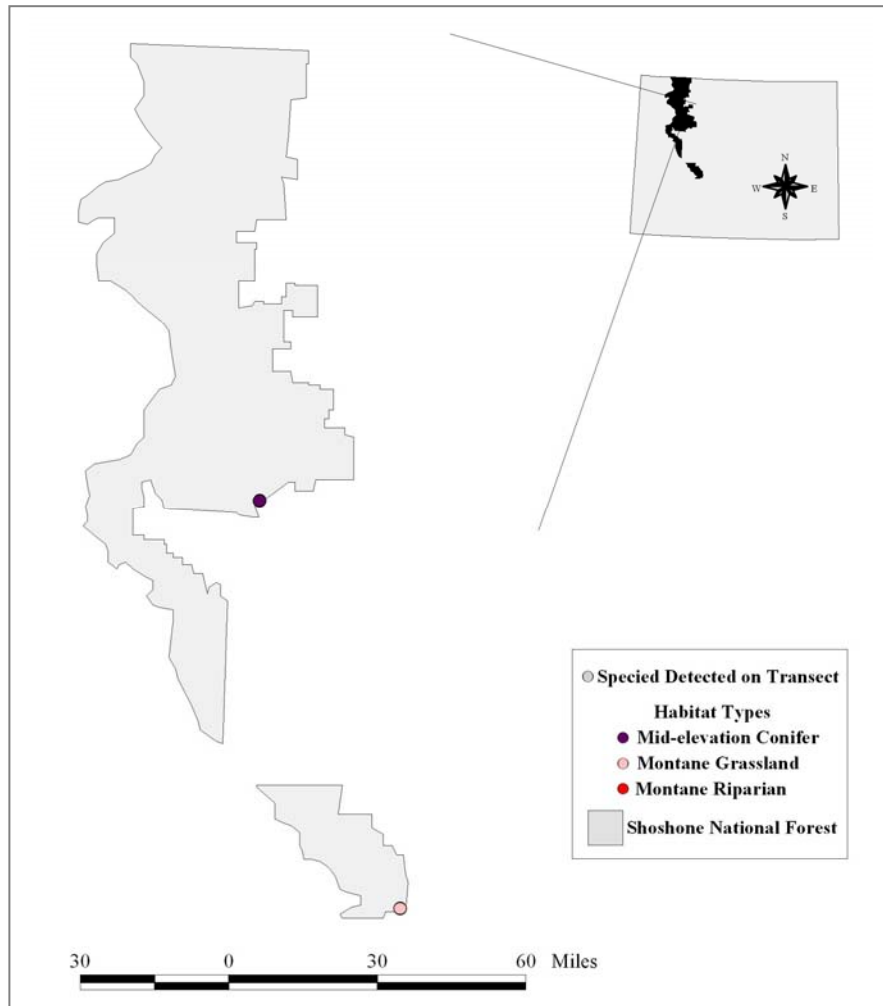 N
W E
S
Specied Detected on Transect
Habitat Types
Mid-elevation Conifer
Montane Grassland
Montane Riparian
Shoshone National Forest
30 0 30 60 Miles